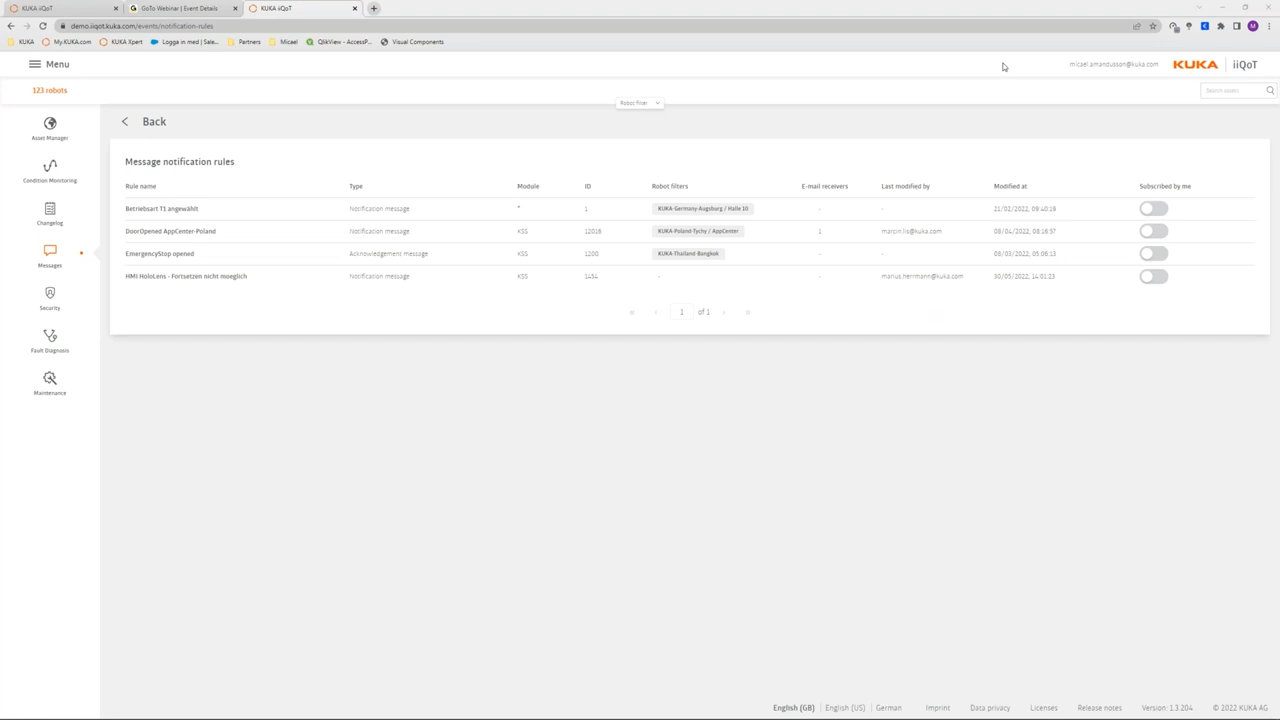 KUKA iiQoT
GoTo Webinar | Event Details
KUKA iiQoT
demo.iiqot.kuka.com/events/notification-rules
KUKA
My.KUKA.com
KUKA Xpert
Logga in med | Sale...
Partners
Micael
QlikView - AccessP...
Visual Components
Menu
micael.amandusson@kuka.com
KUKA
iiQoT
123 robots
Robot filter
Search assets
Asset Manager
Condition Monitoring
Changelog
Messages
Security
Fault Diagnosis
Maintenance
Back
Message notification rules
Rule name Type Module ID Robot filters E-mail receivers Last modified by Modified at Subscribed by me
Betriebsart T1 angewählt Notification message * 1 KUKA-Germany-Augsburg / Halle 10 - - 21/02/2022, 09:40:18
DoorOpened AppCenter-Poland Notification message KSS 12016 KUKA-Poland-Tychy / AppCenter 1 marcin.lis@kuka.com 08/04/2022, 08:16:57
EmergencyStop opened Acknowledgement message KSS 1200 KUKA-Thailand-Bangkok - - 08/03/2022, 05:06:13
HMI HoloLens - Fortsetzen nicht moeglich Notification message KSS 1454 - - marius.herrmann@kuka.com 30/05/2022, 14:01:23
« ‹ 1 of 1 › »
English (GB) English (US) German Imprint Data privacy Licenses Release notes Version: 1.3.204 © 2022 KUKA AG